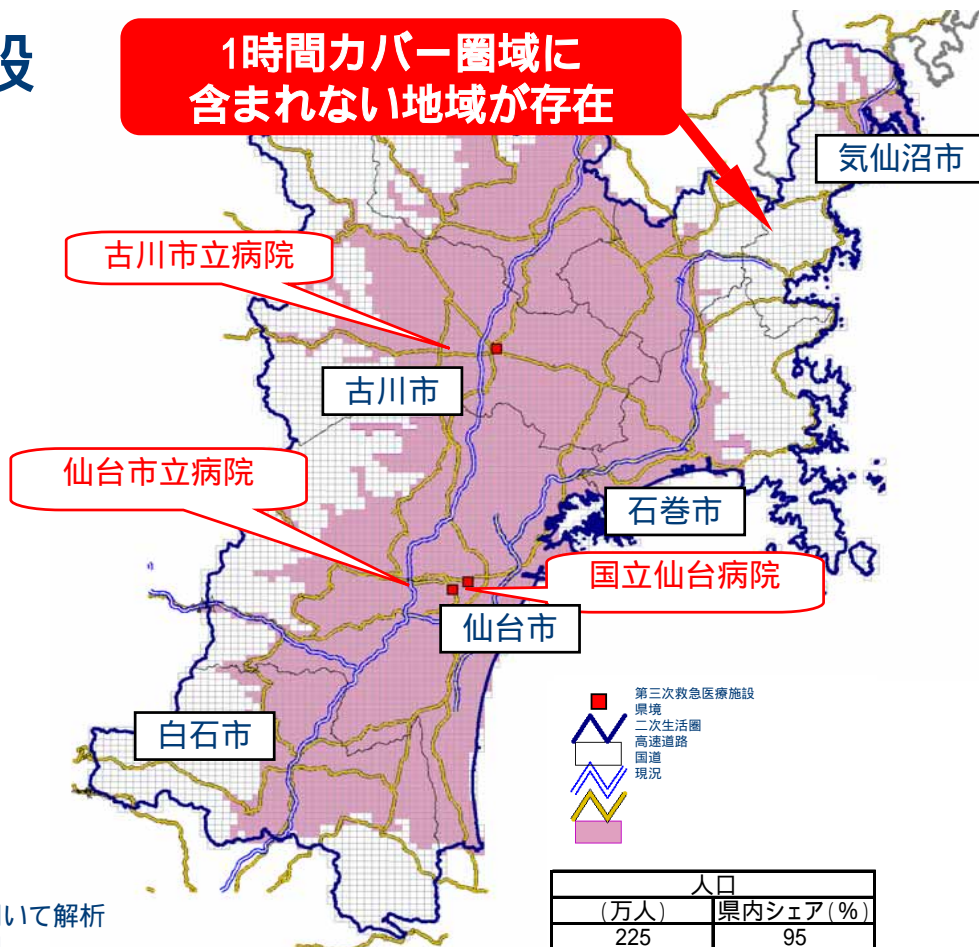 設
1時間カバー圏域に
含まれない地域が存在
気仙沼市
古川市立病院
古川市
仙台市立病院
石巻市
国立仙台病院
仙台市
白石市
第三次救急医療施設
県境
二次生活圏
高速道路
国道
現況
いて解析
人口
(万人) 県内シェア(%)
225 95